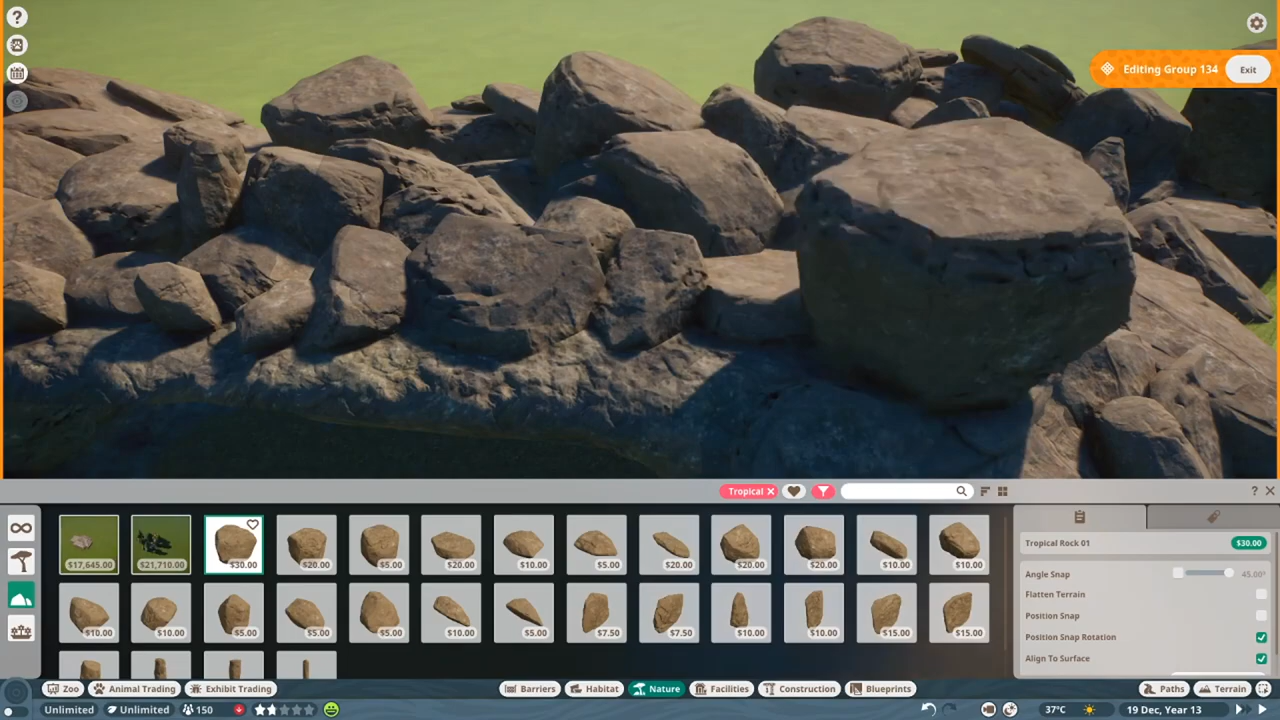 ?
Editing Group 134
Exit
Tropical ×
? ×
$17,645.00 $21,710.00 $30.00 $20.00 $5.00 $20.00 $10.00 $5.00 $20.00 $20.00 $20.00 $10.00 $10.00
Tropical Rock 01 $30.00
Angle Snap 45.00°
Flatten Terrain
$10.00 $10.00 $5.00 $5.00 $5.00 $10.00 $5.00 $7.50 $7.50 $10.00 $10.00 $15.00 $15.00
Position Snap
Position Snap Rotation
Align To Surface
Zoo Animal Trading Exhibit Trading Barriers Habitat Nature Facilities Construction Blueprints Paths Terrain
Unlimited Unlimited 150 37°C 19 Dec, Year 13